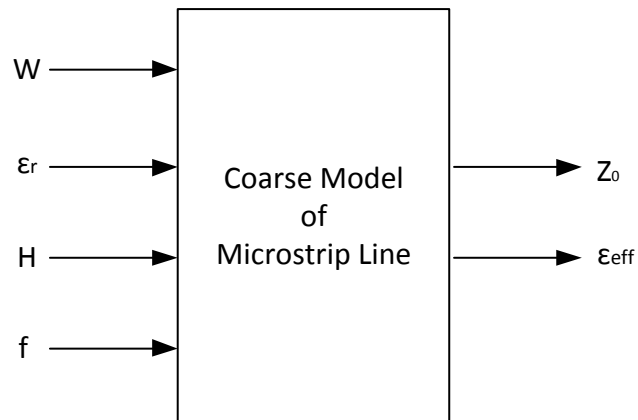 W
εr
H
f
Coarse Model
of
Microstrip Line
Z0
εeff